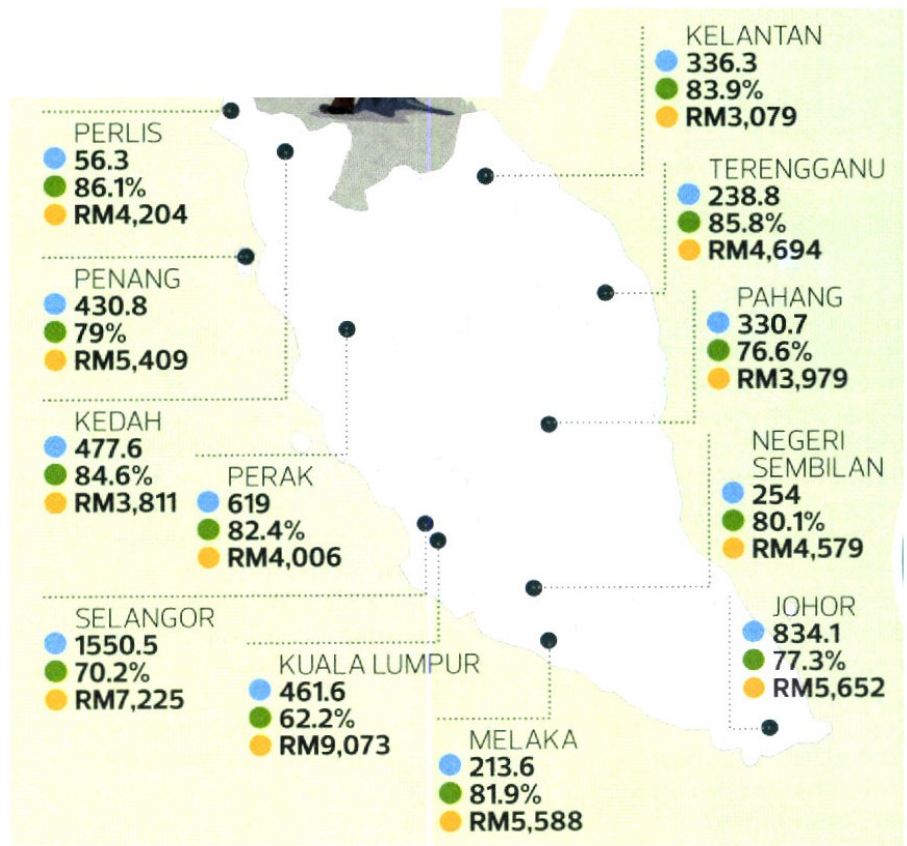 KELANTAN
336.3
83.9%
RM3,079
PERLIS
56.3
86.1%
RM4,204
TERENGGANU
238.8
85.8%
RM4,694
PENANG
430.8
79%
RM5,409
PAHANG
330.7
76.6%
RM3,979
KEDAH
477.6
84.6%
RM3,811
PERAK
619
82.4%
RM4,006
NEGERI
SEMBILAN
254
80.1%
RM4,579
SELANGOR
1550.5
70.2%
RM7,225
KUALA LUMPUR
461.6
62.2%
RM9,073
JOHOR
834.1
77.3%
RM5,652
MELAKA
213.6
81.9%
RM5,588